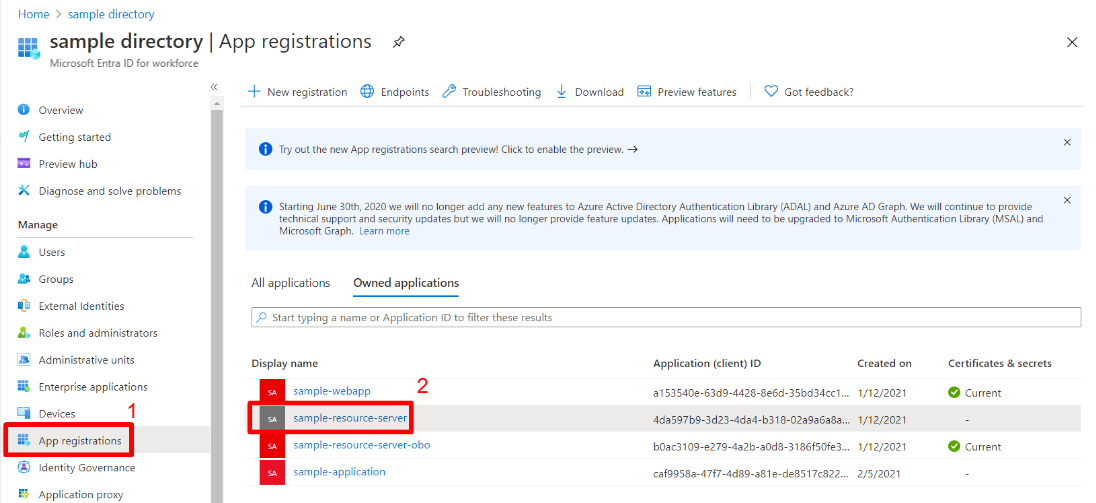 Home > sample directory
sample directory | App registrations
Microsoft Entra ID for workforce
«
Overview
Getting started
Preview hub
Diagnose and solve problems
Manage
Users
Groups
External Identities
Roles and administrators
Administrative units
Enterprise applications
Devices
1
App registrations
Identity Governance
Application proxy
New registration Endpoints Troubleshooting Download Preview features Got feedback?
Try out the new App registrations search preview! Click to enable the preview. →
Starting June 30th, 2020 we will no longer add any new features to Azure Active Directory Authentication Library (ADAL) and Azure AD Graph. We will continue to provide
technical support and security updates but we will no longer provide feature updates. Applications will need to be upgraded to Microsoft Authentication Library (MSAL) and
Microsoft Graph. Learn more
All applications Owned applications
Start typing a name or Application ID to filter these results
Display name Application (client) ID Created on Certificates & secrets
SA sample-webapp 2 a153540e-63d9-4428-8e6d-35bd34cc1... 1/12/2021 Current
SA sample-resource-server 4da597b9-3d23-4da4-b318-02a9a6a8a... 1/12/2021 -
SA sample-resource-server-obo b0ac3109-e279-4a2b-a0d8-3186f50fe3... 1/12/2021 Current
SA sample-application caf9958a-47f7-4d89-a81e-de8517c822... 2/5/2021 -